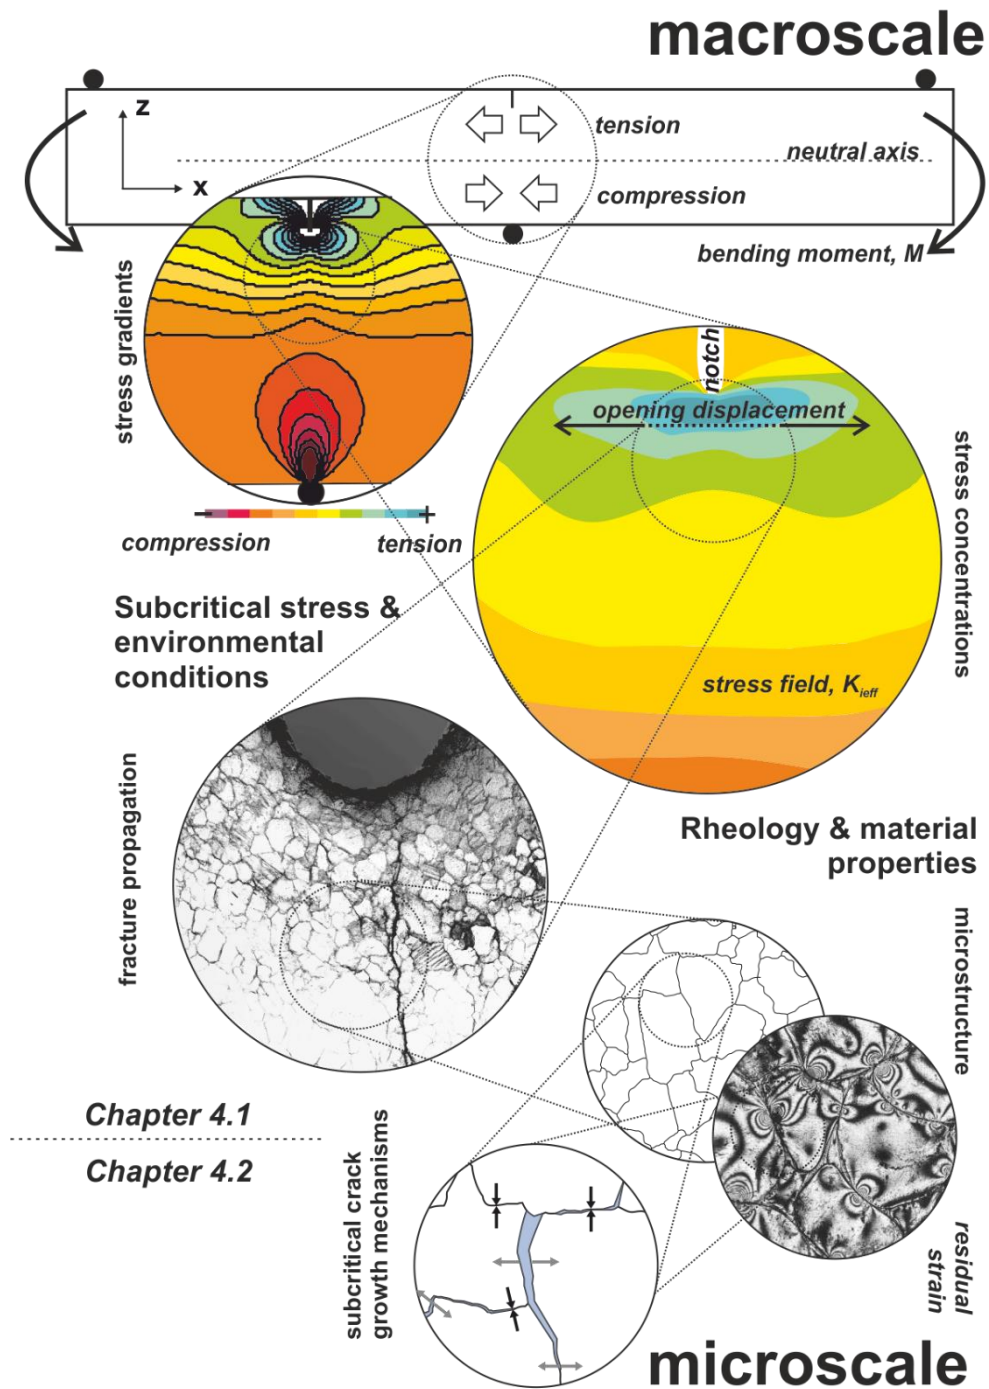 macroscale
z
x
tension
neutral axis
compression
bending moment, M
stress gradients
notch
opening displacement
stress concentrations
− +
compression
tension
Subcritical stress &
environmental
conditions
stress field, Kieff
fracture propagation
Rheology & material
properties
microstructure
Chapter 4.1
Chapter 4.2
subcritical crack
growth mechanisms
residual
strain
microscale